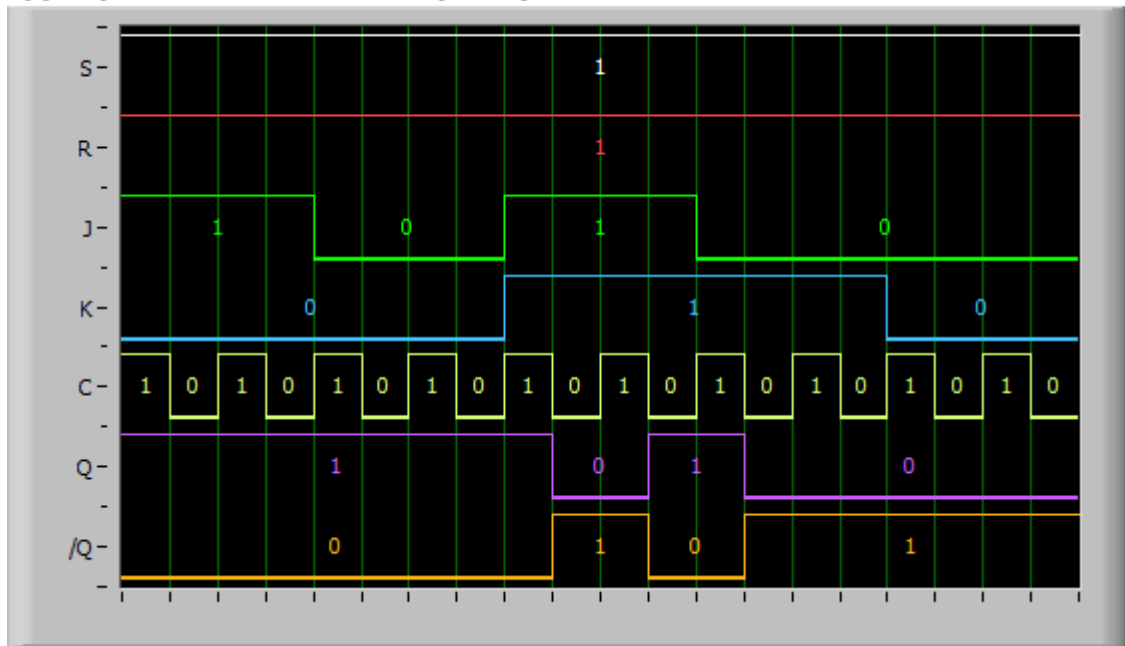 S- 1
R- 1
J- 1 0 1 0
K- 0 1 0
C- 1 0 1 0 1 0 1 0 1 0 1 0 1 0 1 0 1 0 1 0
Q- 1 0 1 0
/Q- 0 1 0 1